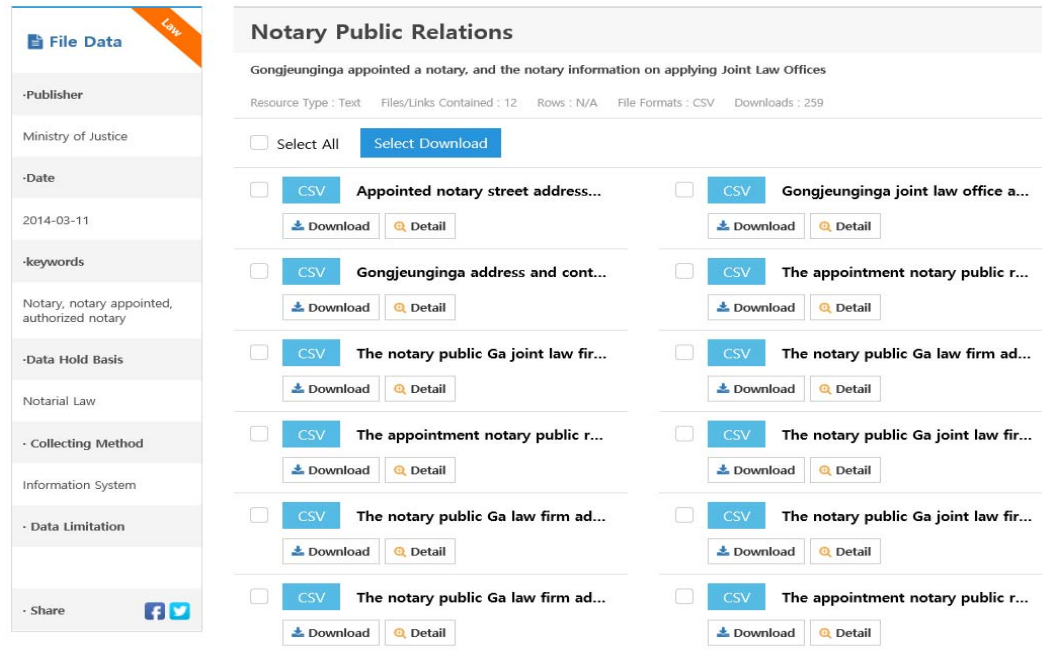 Law
File Data
·Publisher
Ministry of Justice
·Date
2014-03-11
·keywords
Notary, notary appointed,
authorized notary
·Data Hold Basis
Notarial Law
· Collecting Method
Information System
· Data Limitation
· Share
Notary Public Relations
Gongjeunginga appointed a notary, and the notary information on applying Joint Law Offices
Resource Type : Text Files/Links Contained : 12 Rows : N/A File Formats : CSV Downloads : 259
Select All Select Download
CSV Appointed notary street address...
Download Detail
CSV Gongjeunginga joint law office a...
Download Detail
CSV Gongjeunginga address and cont...
Download Detail
CSV The appointment notary public r...
Download Detail
CSV The notary public Ga joint law fir...
Download Detail
CSV The notary public Ga law firm ad...
Download Detail
CSV The appointment notary public r...
Download Detail
CSV The notary public Ga joint law fir...
Download Detail
CSV The notary public Ga law firm ad...
Download Detail
CSV The notary public Ga joint law fir...
Download Detail
CSV The notary public Ga law firm ad...
Download Detail
CSV The appointment notary public r...
Download Detail